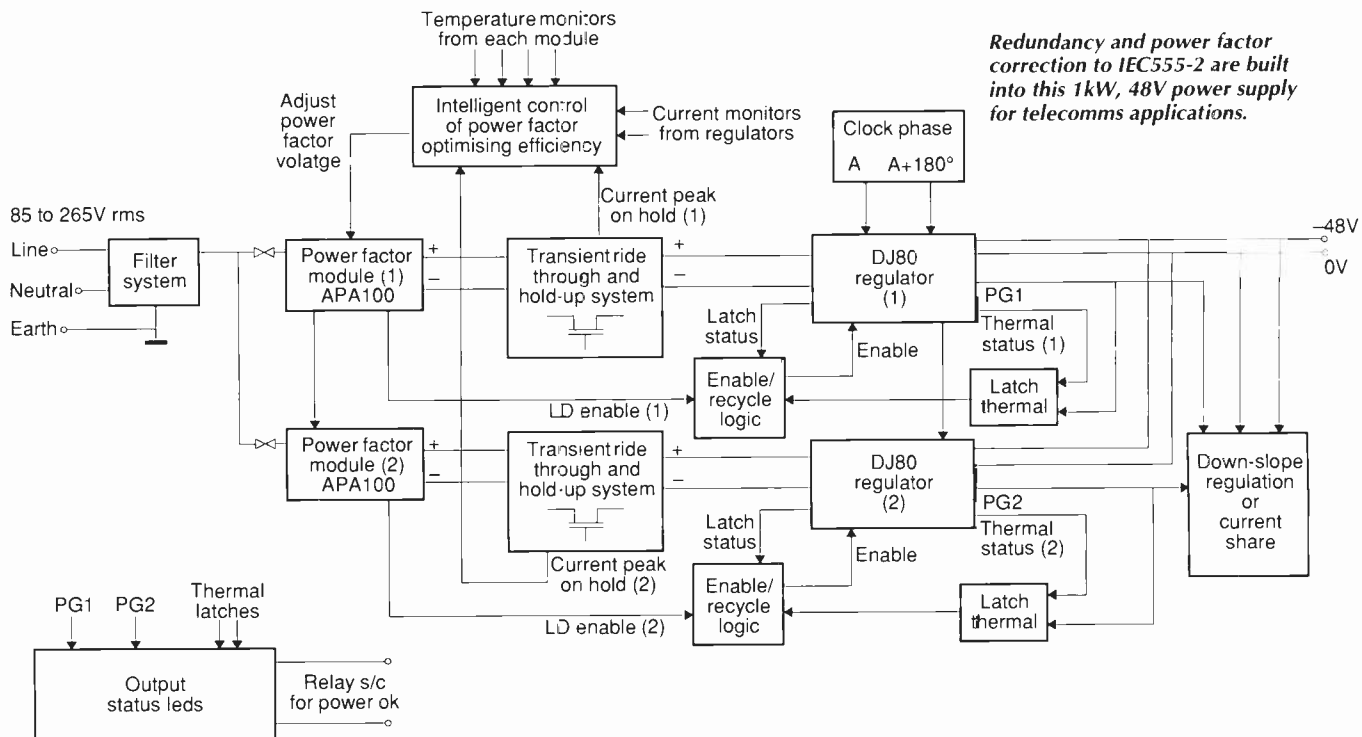 Temperature monitors
from each module
Redundancy and power factor
correction to IEC555-2 are built
into this 1kW, 48V power supply
for telecomms applications.
Adjust
power
factor
volatge
Intelligent control
of power factor
optimising efficiency
Current monitors
from regulators
Clock phase
A A+180°
Current peak
on hold (1)
85 to 265V rms
Line
Neutral
Earth
Filter
system
Power factor
module (1)
APA100
+
−
Transient ride
through and
hold-up system
+
−
DJ80
regulator
(1)
−48V
0V
PG1
Thermal
status (1)
Latch
status
Enable
Enable/
recycle
logic
Latch
thermal
LD enable (1)
Power factor
module (2)
APA100
+
−
Transient ride
through and
hold-up system
+
−
DJ80
regulator
(2)
Down-slope
regulation
or
current
share
PG2
Thermal
status (2)
Latch
status
Enable
Current peak
on hold (2)
Enable/
recycle
logic
Latch
thermal
LD enable (2)
PG1
PG2
Thermal
latches
Output
status leds
Relay s/c
for power ok